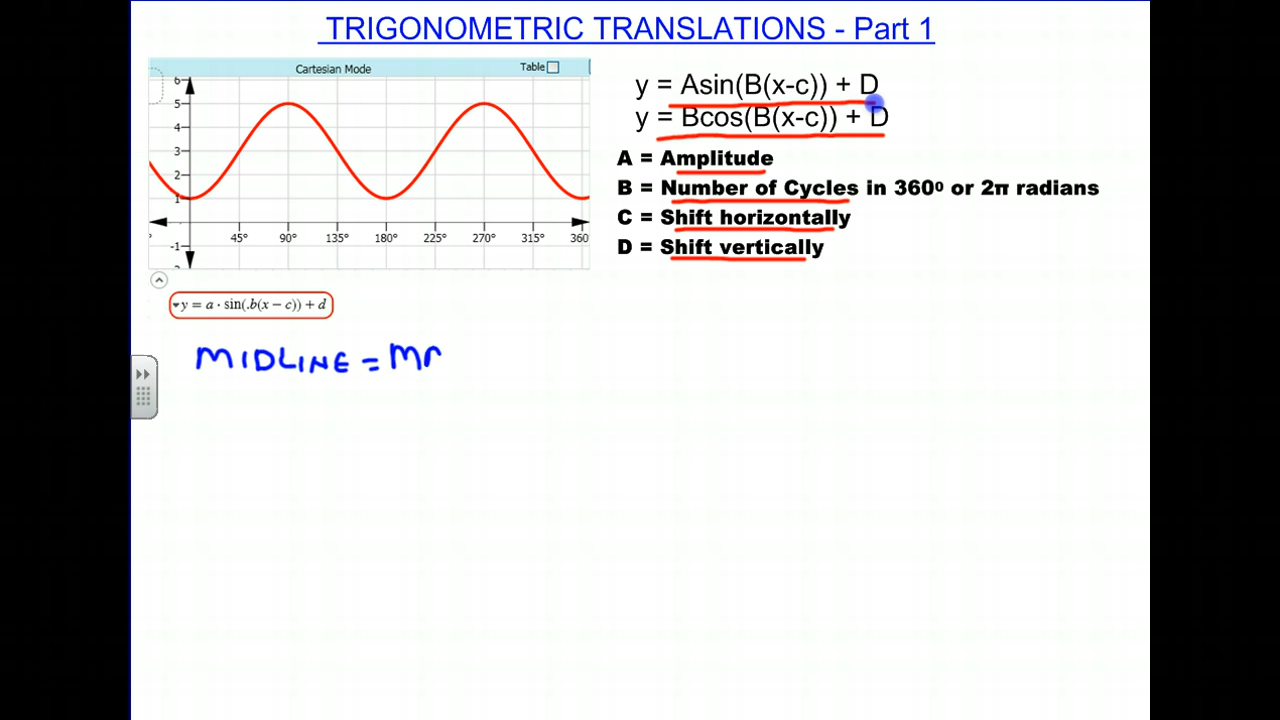 TRIGONOMETRIC TRANSLATIONS - Part 1
Cartesian Mode Table
6
5
4
3
2
1
-1
45° 90° 135° 180° 225° 270° 315° 360
y = a · sin(.b(x − c)) + d
y = Asin(B(x-c)) + D
y = Bcos(B(x-c)) + D
A = Amplitude
B = Number of Cycles in 360⁰ or 2π radians
C = Shift horizontally
D = Shift vertically
MIDLINE =